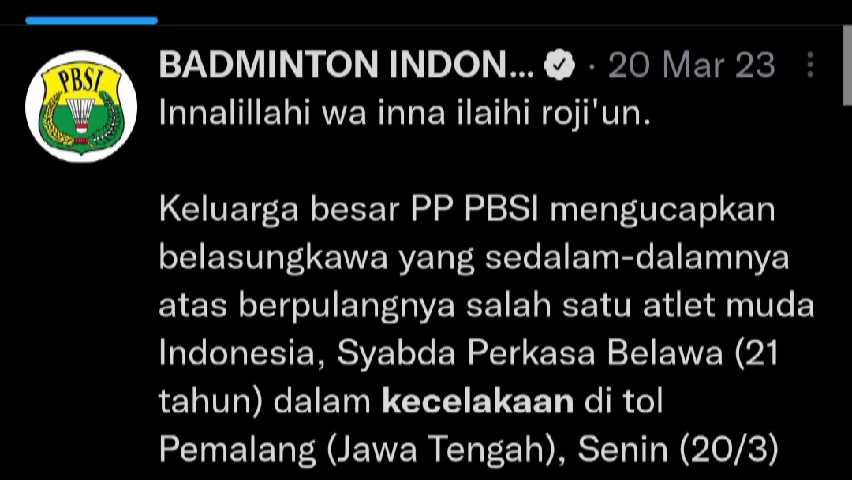 PBSI
BADMINTON INDON... · 20 Mar 23
Innalillahi wa inna ilaihi roji'un.
Keluarga besar PP PBSI mengucapkan
belasungkawa yang sedalam-dalamnya
atas berpulangnya salah satu atlet muda
Indonesia, Syabda Perkasa Belawa (21
tahun) dalam kecelakaan di tol
Pemalang (Jawa Tengah), Senin (20/3)